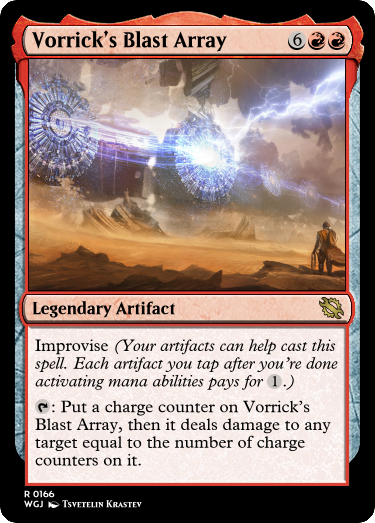 Vorrick's Blast Array 6
Legendary Artifact
Improvise (Your artifacts can help cast this
spell. Each artifact you tap after you're done
activating mana abilities pays for 1.)
: Put a charge counter on Vorrick's
Blast Array, then it deals damage to any
target equal to the number of charge
counters on it.
R 0166
WGJ Tsvetelin Krastev